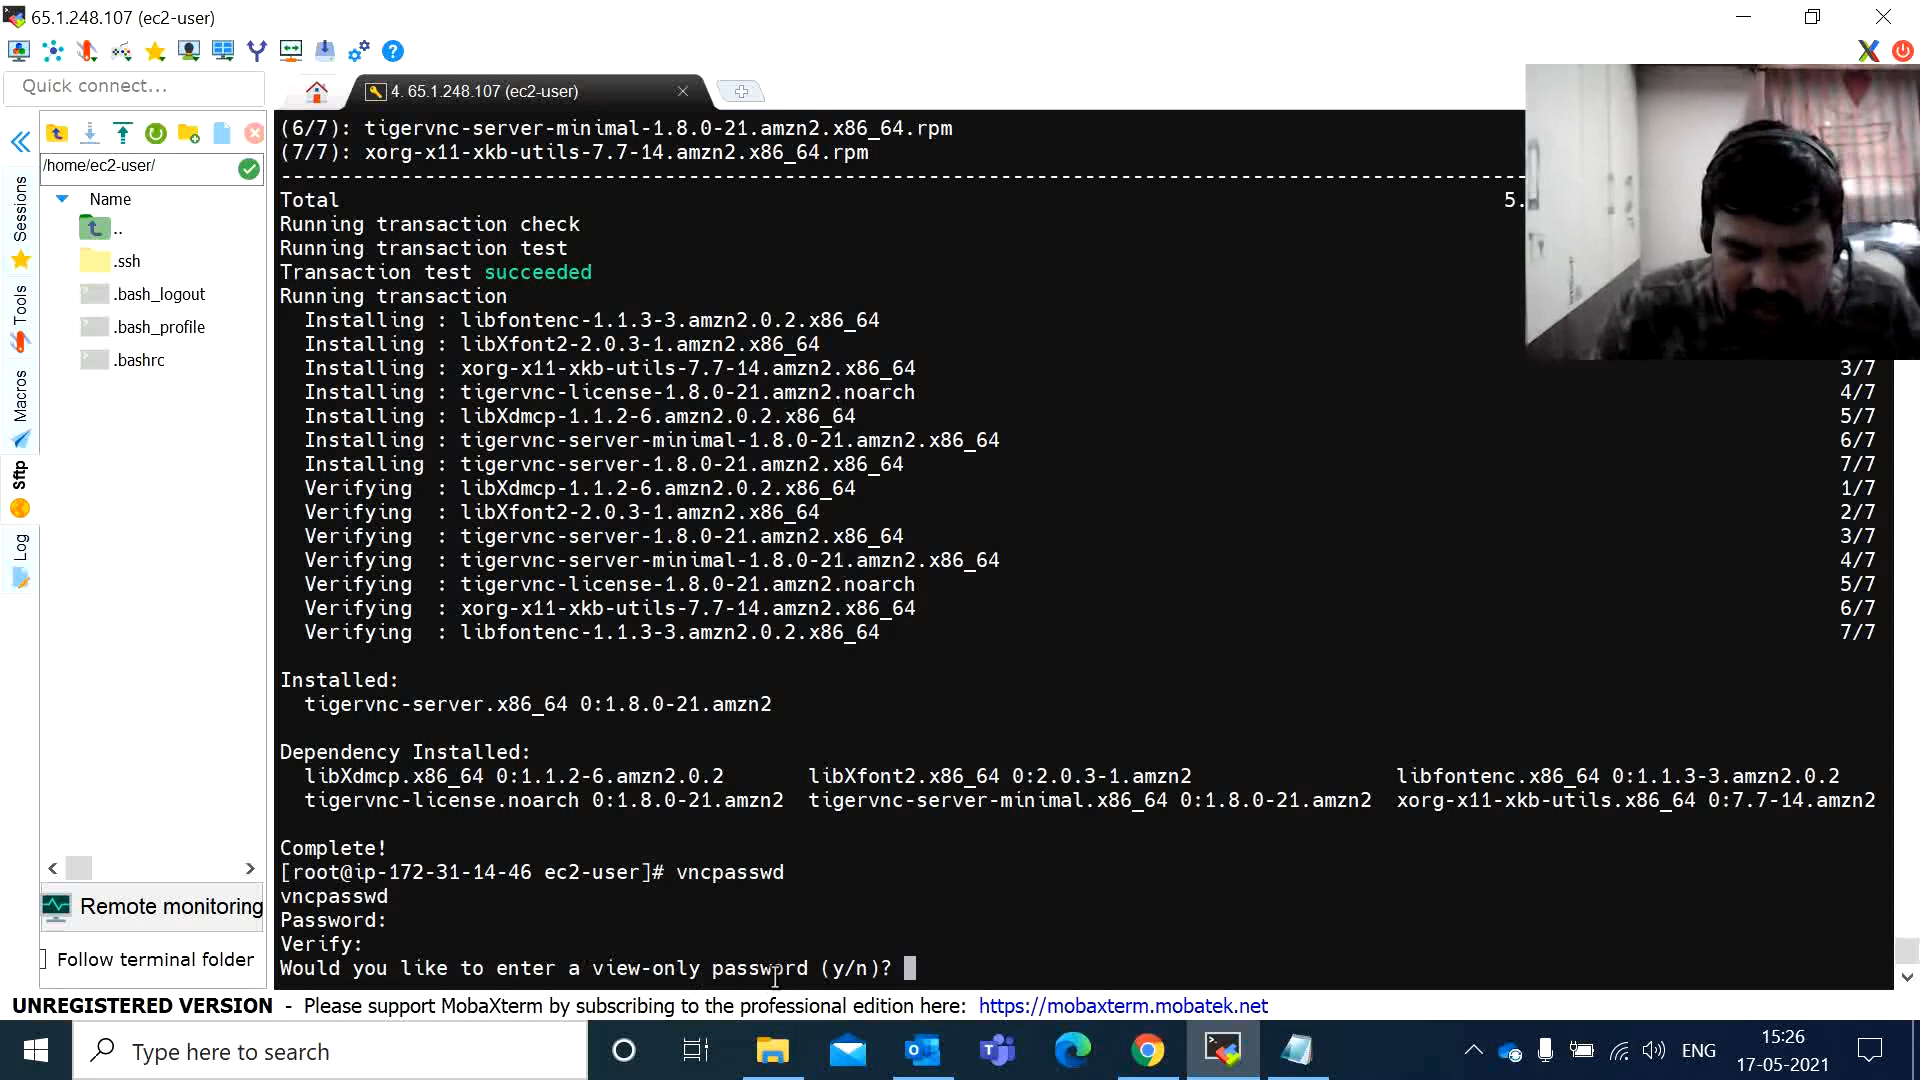 65.1.248.107 (ec2-user)
Quick connect...
4. 65.1.248.107 (ec2-user)
/home/ec2-user/
Name
..
.ssh
.bash_logout
.bash_profile
.bashrc
Sessions
Tools
Macros
Sftp
Log
(6/7): tigervnc-server-minimal-1.8.0-21.amzn2.x86_64.rpm
(7/7): xorg-x11-xkb-utils-7.7-14.amzn2.x86_64.rpm
--------------------------------------------------------------------------------------------------------
Total 5.
Running transaction check
Running transaction test
Transaction test succeeded
Running transaction
Installing : libfontenc-1.1.3-3.amzn2.0.2.x86_64
Installing : libXfont2-2.0.3-1.amzn2.x86_64
Installing : xorg-x11-xkb-utils-7.7-14.amzn2.x86_64 3/7
Installing : tigervnc-license-1.8.0-21.amzn2.noarch 4/7
Installing : libXdmcp-1.1.2-6.amzn2.0.2.x86_64 5/7
Installing : tigervnc-server-minimal-1.8.0-21.amzn2.x86_64 6/7
Installing : tigervnc-server-1.8.0-21.amzn2.x86_64 7/7
Verifying : libXdmcp-1.1.2-6.amzn2.0.2.x86_64 1/7
Verifying : libXfont2-2.0.3-1.amzn2.x86_64 2/7
Verifying : tigervnc-server-1.8.0-21.amzn2.x86_64 3/7
Verifying : tigervnc-server-minimal-1.8.0-21.amzn2.x86_64 4/7
Verifying : tigervnc-license-1.8.0-21.amzn2.noarch 5/7
Verifying : xorg-x11-xkb-utils-7.7-14.amzn2.x86_64 6/7
Verifying : libfontenc-1.1.3-3.amzn2.0.2.x86_64 7/7
Installed:
tigervnc-server.x86_64 0:1.8.0-21.amzn2
Dependency Installed:
libXdmcp.x86_64 0:1.1.2-6.amzn2.0.2 libXfont2.x86_64 0:2.0.3-1.amzn2 libfontenc.x86_64 0:1.1.3-3.amzn2.0.2
tigervnc-license.noarch 0:1.8.0-21.amzn2 tigervnc-server-minimal.x86_64 0:1.8.0-21.amzn2 xorg-x11-xkb-utils.x86_64 0:7.7-14.amzn2
Complete!
[root@ip-172-31-14-46 ec2-user]# vncpasswd
vncpasswd
Password:
Verify:
Would you like to enter a view-only password (y/n)?
Remote monitoring
Follow terminal folder
UNREGISTERED VERSION - Please support MobaXterm by subscribing to the professional edition here: https://mobaxterm.mobatek.net
Type here to search
ENG
15:26
17-05-2021